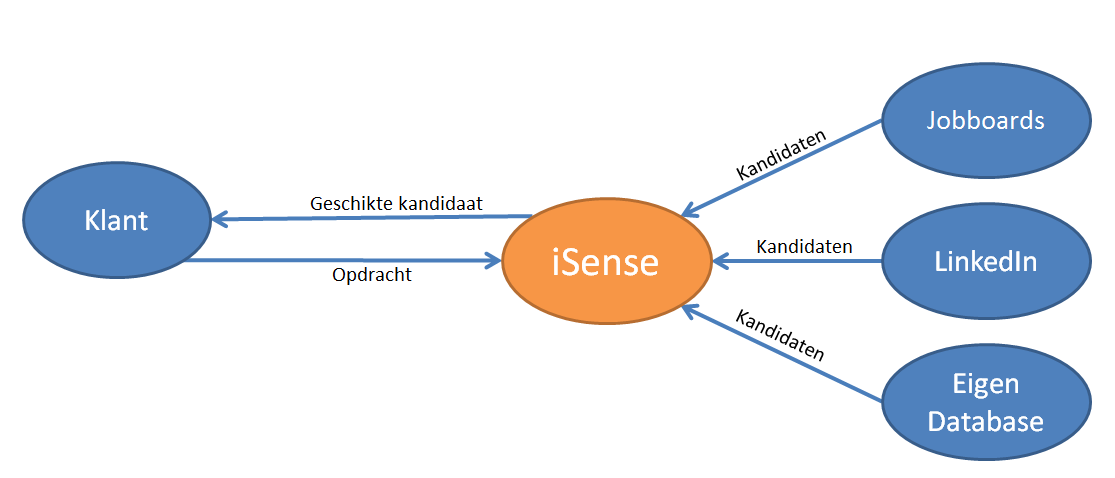 Jobboards
Kandidaten
Geschikte kandidaat
Klant
iSense
Kandidaten
LinkedIn
Opdracht
Kandidaten
Eigen
Database